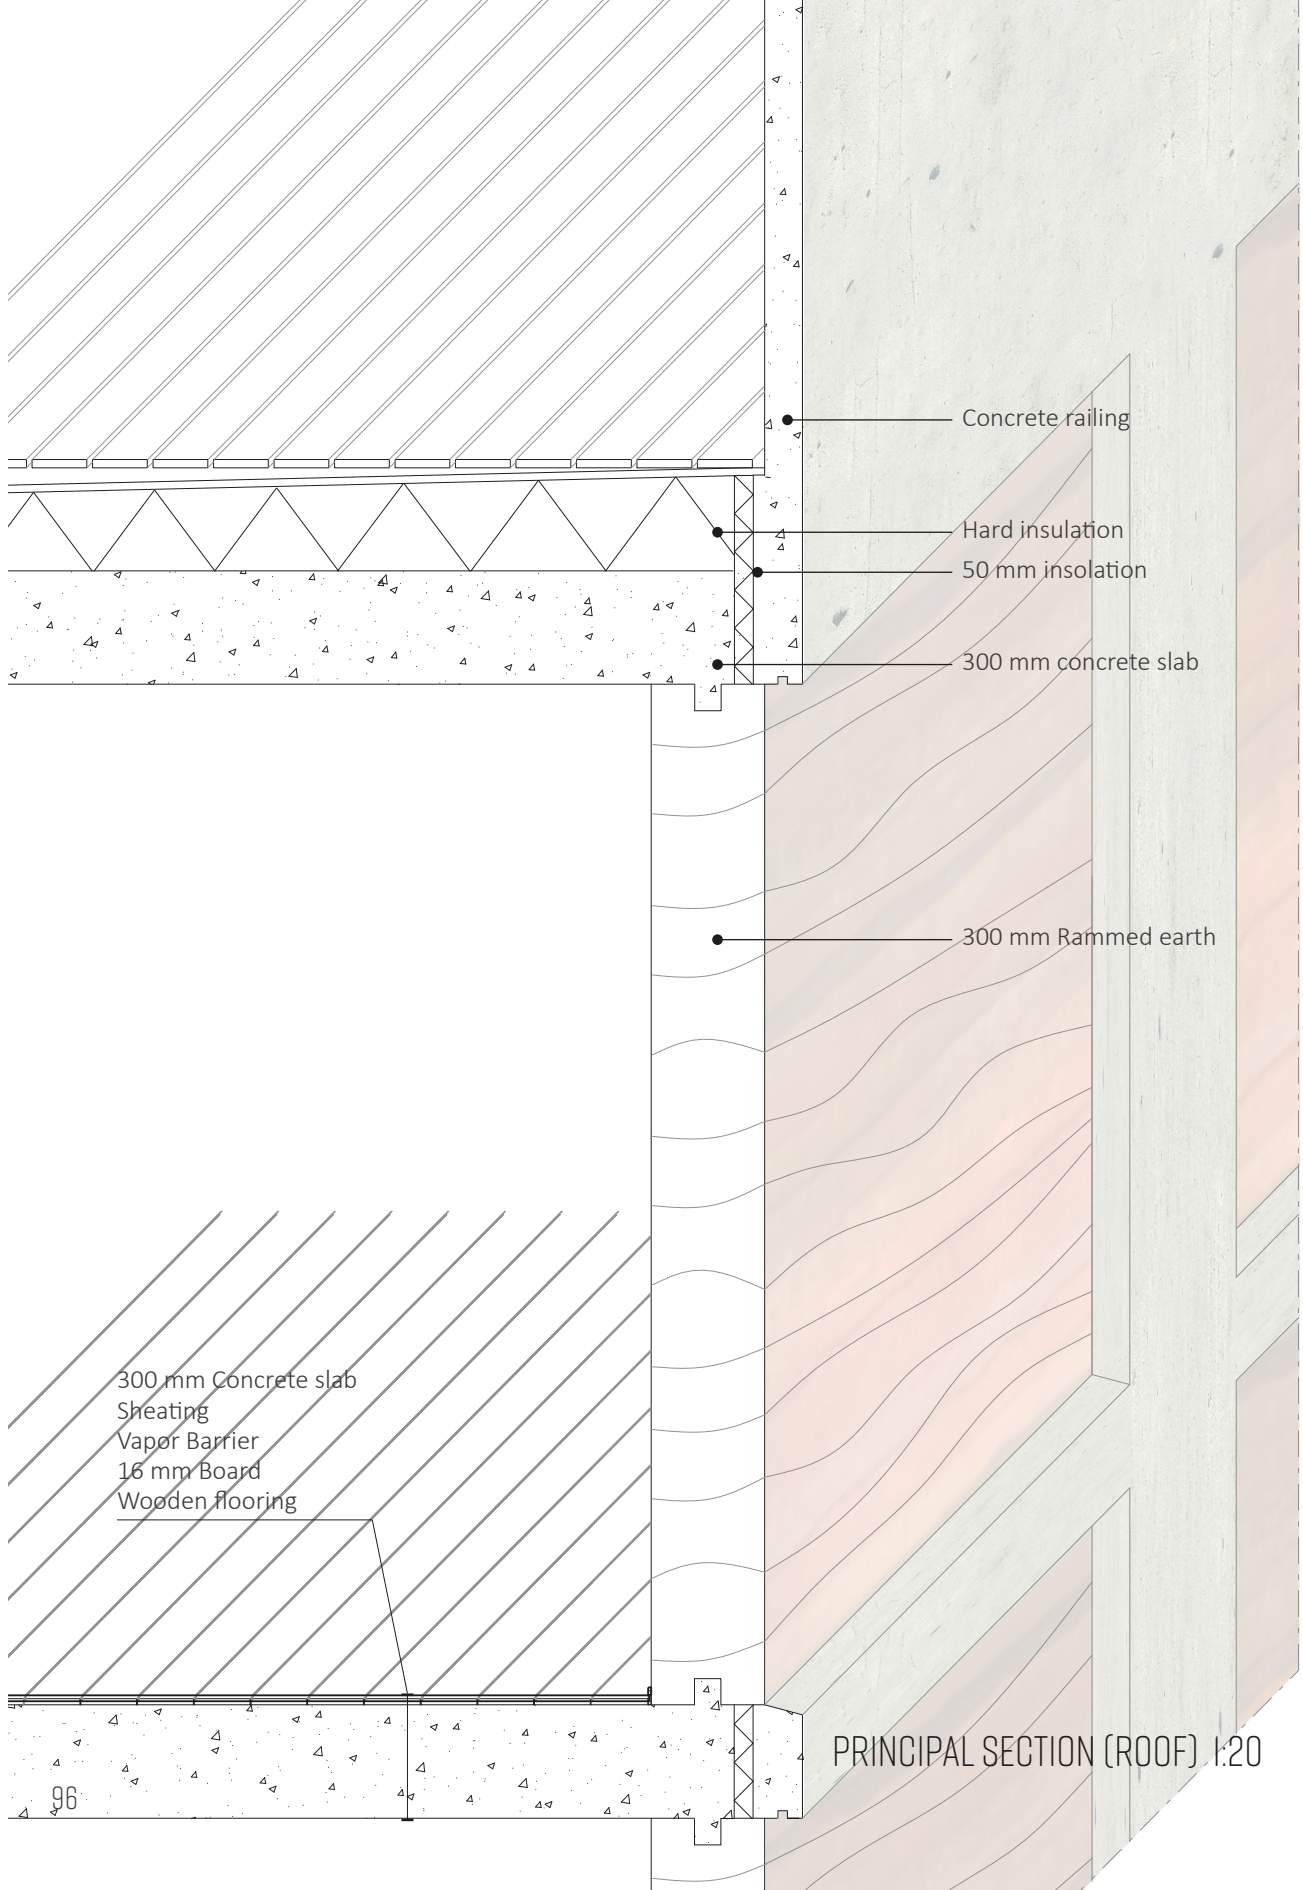 Concrete railing
Hard insulation
50 mm insolation
300 mm concrete slab
300 mm Rammed earth
300 mm Concrete slab
Sheating
Vapor Barrier
16 mm Board
Wooden flooring
PRINCIPAL SECTION (ROOF) 1:20
96